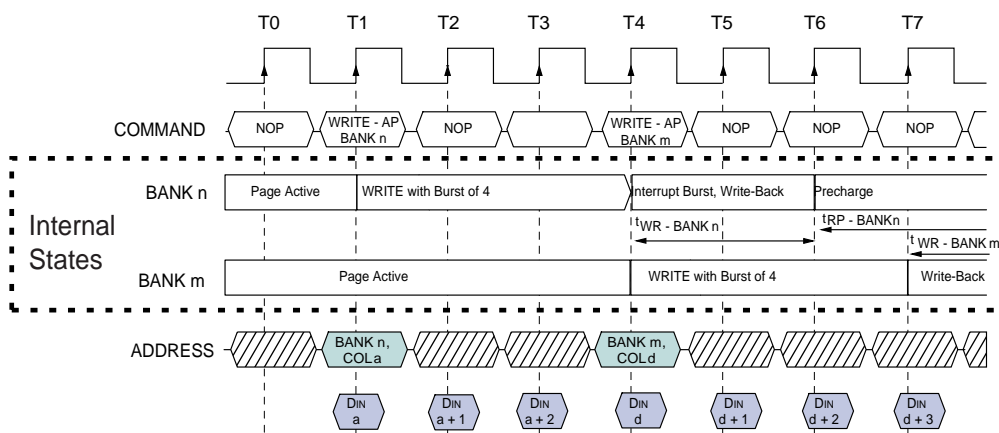 T0 T1 T2 T3 T4 T5 T6 T7
COMMAND NOP WRITE - AP BANK n NOP WRITE - AP BANK m NOP NOP NOP
Internal States
BANK n Page Active WRITE with Burst of 4 Interrupt Burst, Write-Back Precharge
tWR - BANK n tRP - BANK n
tWR - BANK m
BANK m Page Active WRITE with Burst of 4 Write-Back
ADDRESS BANK n, COL a BANK m, COL d
DIN a DIN a + 1 DIN a + 2 DIN d DIN d + 1 DIN d + 2 DIN d + 3